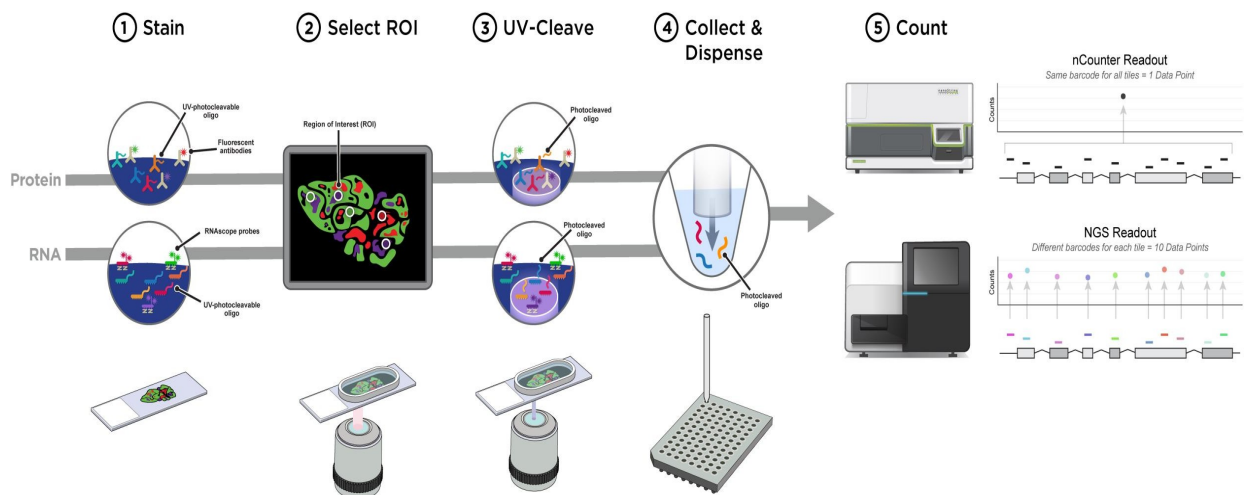 1 Stain
2 Select ROI
3 UV-Cleave
4 Collect &
Dispense
5 Count
UV-photocleavable
oligo
Fluorescent
antibodies
Region of Interest (ROI)
Photocleaved
oligo
Protein
RNA
RNAscope probes
UV-photocleavable
oligo
Photocleaved
oligo
Photocleaved
oligo
nCounter Readout
Same barcode for all tiles = 1 Data Point
Counts
NGS Readout
Different barcodes for each tile = 10 Data Points
Counts